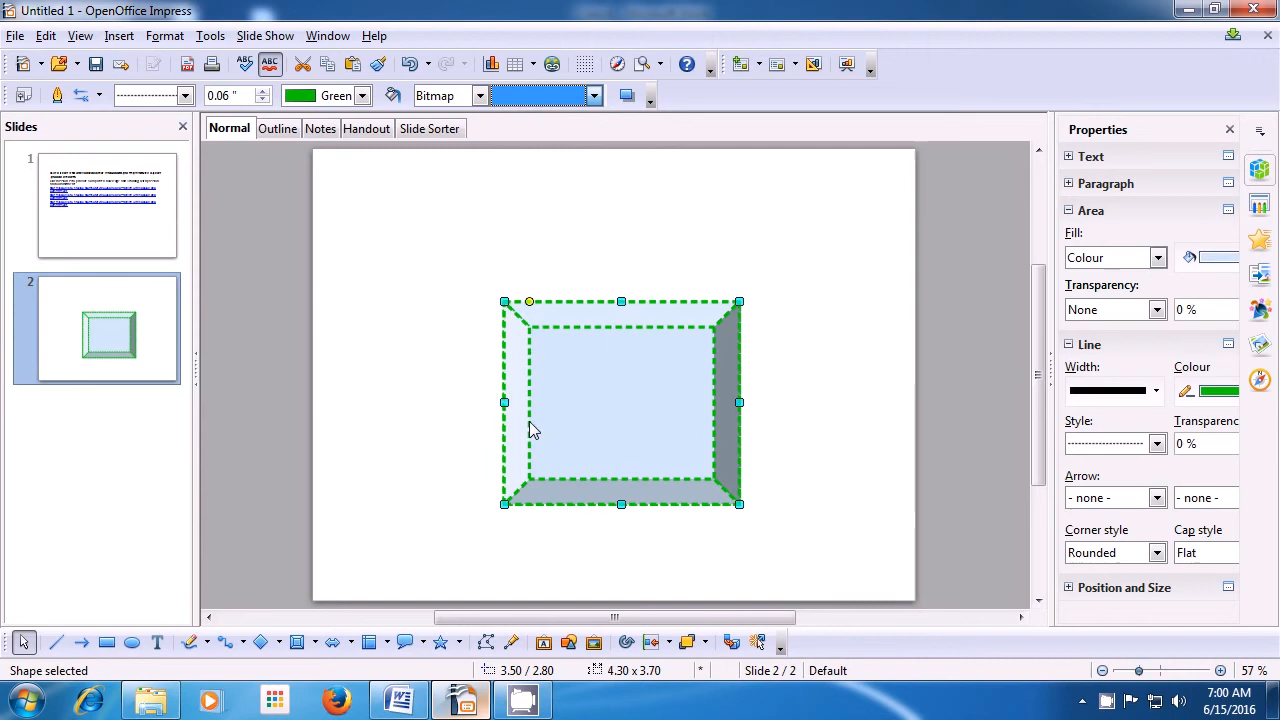 Untitled 1 - OpenOffice Impress
File Edit View Insert Format Tools Slide Show Window Help
0.06 " Green Bitmap
Slides
Normal Outline Notes Handout Slide Sorter
Properties
1
2
Text
Paragraph
Area
Fill:
Colour
Transparency:
None 0 %
Line
Width: Colour
Style: Transparency
0 %
Arrow:
- none - - none -
Corner style Cap style
Rounded Flat
Position and Size
Shape selected 3.50 / 2.80 4.30 x 3.70 * Slide 2 / 2 Default 57 %
7:00 AM
6/15/2016